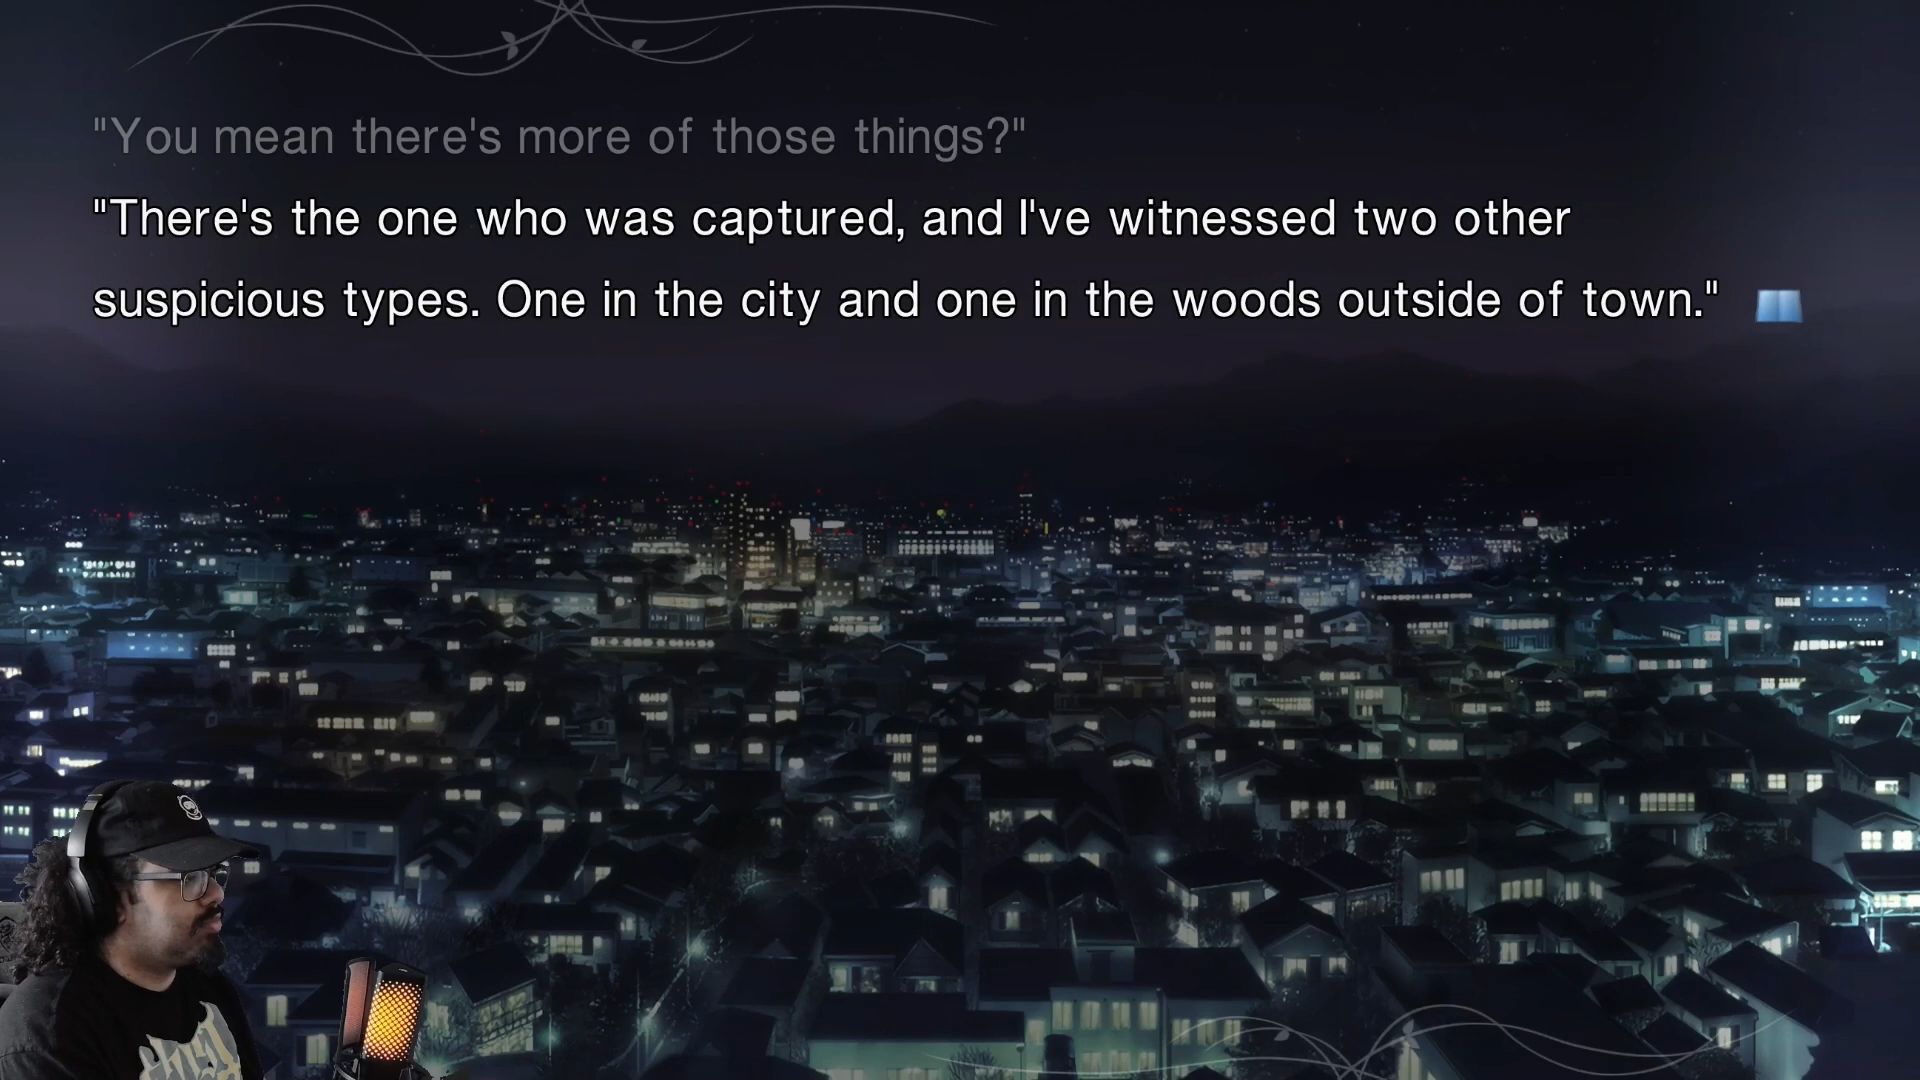 "You mean there's more of those things?"
"There's the one who was captured, and I've witnessed two other
suspicious types. One in the city and one in the woods outside of town."